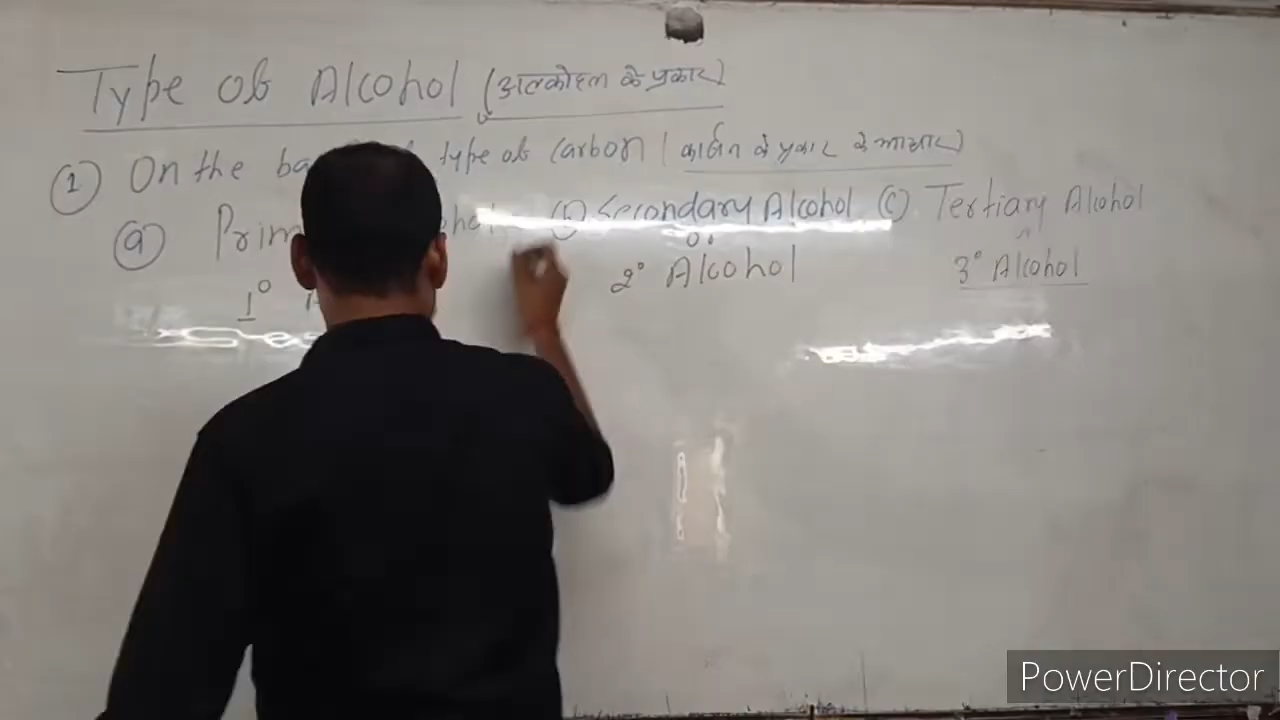 Type of Alcohol (अल्कोहल के प्रकार)
① On the type of Carbon / कार्बन के प्रकार के आधार
ⓐ (b) Secondary Alcohol (c) Tertiary Alcohol
1° 2° Alcohol 3° Alcohol
PowerDirector